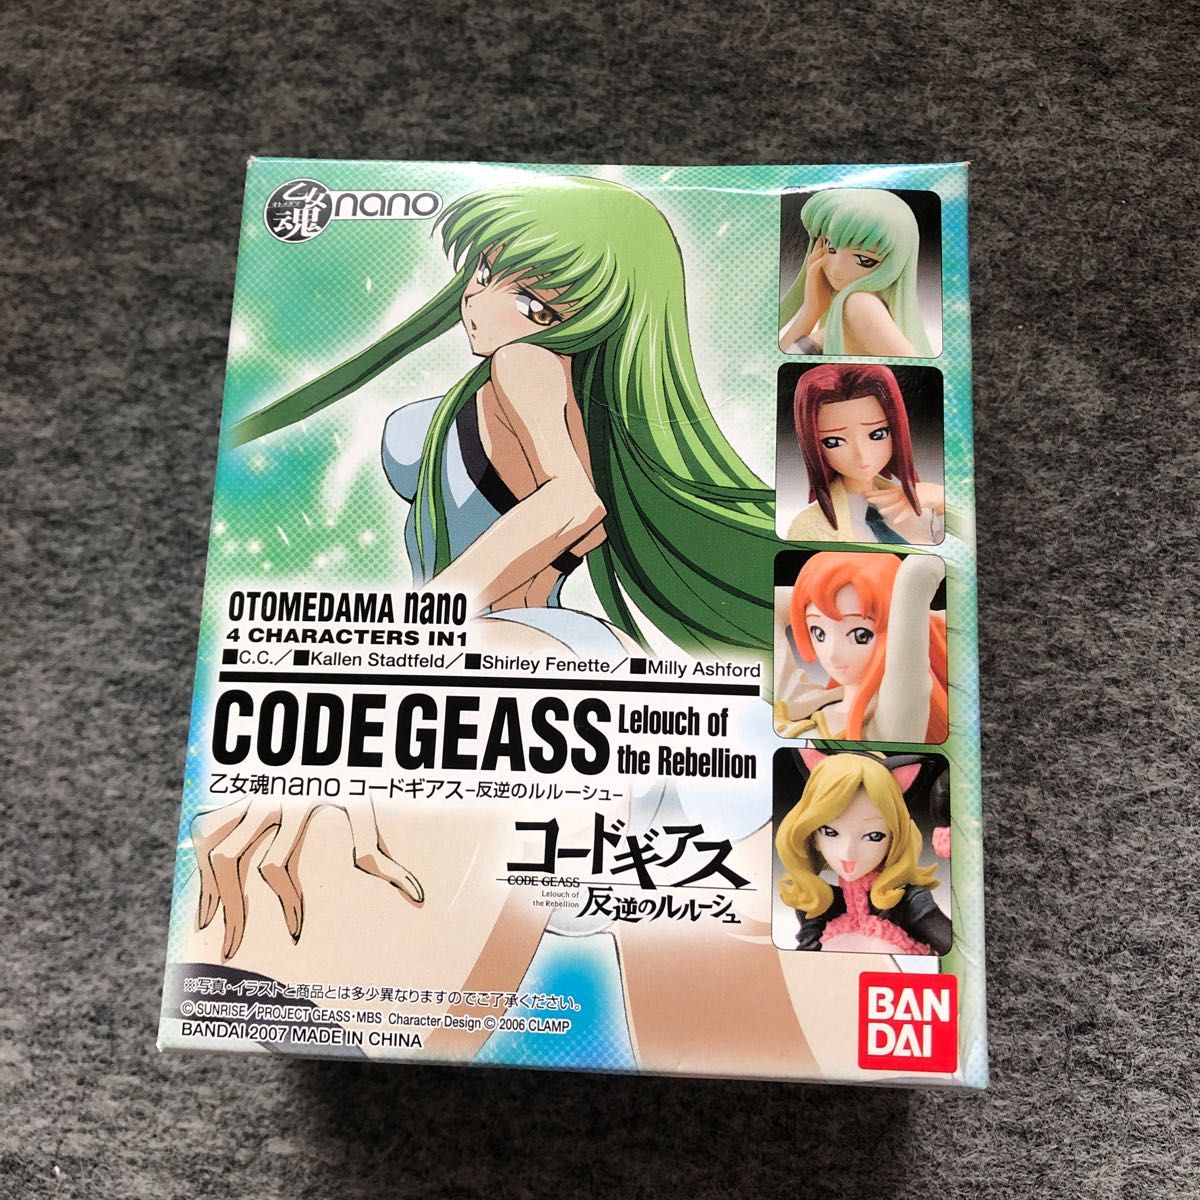 乙女魂
オトメダマ
nano
OTOMEDAMA nano
4 CHARACTERS IN 1
■C.C./■Kallen Stadtfeld/■Shirley Fenette/■Milly Ashford
CODE GEASS Lelouch of
the Rebellion
乙女魂nano コードギアス-反逆のルルーシュ-
コードギアス
CODE GEASS
Lelouch of
the Rebellion
反逆のルルーシュ
※写真・イラストと商品とは多少異なりますのでご了承ください。
© SUNRISE/PROJECT GEASS・MBS Character Design © 2006 CLAMP
BANDAI 2007 MADE IN CHINA
BAN
DAI